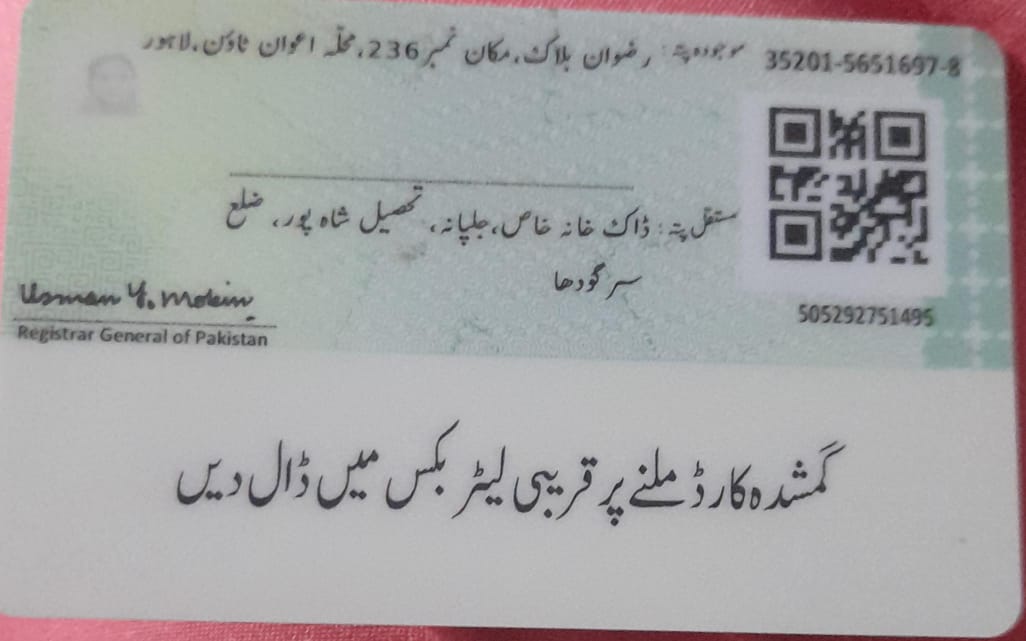 35201-5651697-8
موجودہ پتہ: رضوان بلاک، مکان نمبر 236، محلّہ اعوان ٹاؤن، لاہور
مستقل پتہ: ڈاک خانہ خاص، جلپانہ، تحصیل شاہ پور، ضلع
سرگودھا
505292751495
Usman Y. Mobin
Registrar General of Pakistan
گمشدہ کارڈ ملنے پر قریبی لیٹر بکس میں ڈال دیں